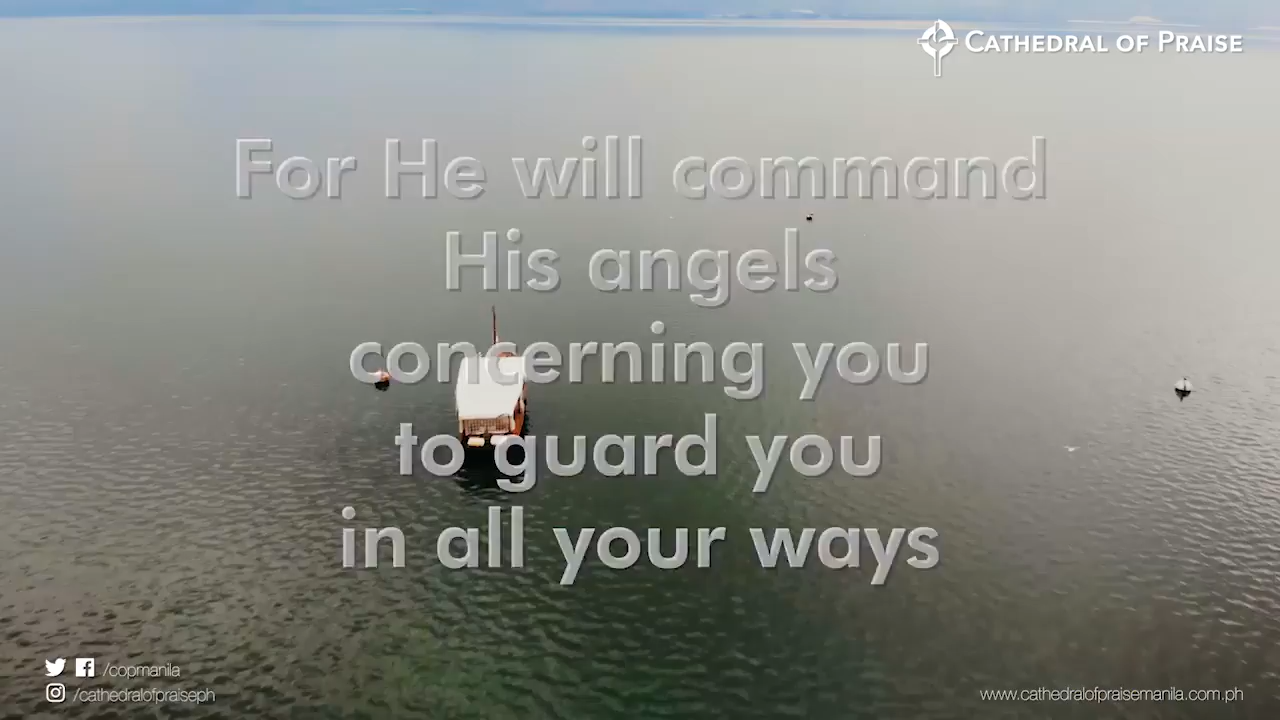 CATHEDRAL OF PRAISE
For He will command
His angels
concerning you
to guard you
in all your ways
/copmanila
/cathedralofpraiseph
www.cathedralofpraisemanila.com.ph